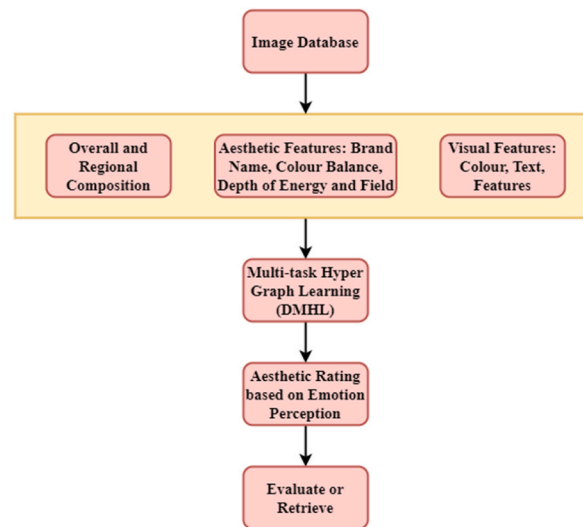 Image Database
Overall and
Regional
Composition
Aesthetic Features: Brand
Name, Colour Balance,
Depth of Energy and Field
Visual Features:
Colour, Text,
Features
Multi-task Hyper
Graph Learning
(DMHL)
Aesthetic Rating
based on Emotion
Perception
Evaluate or
Retrieve